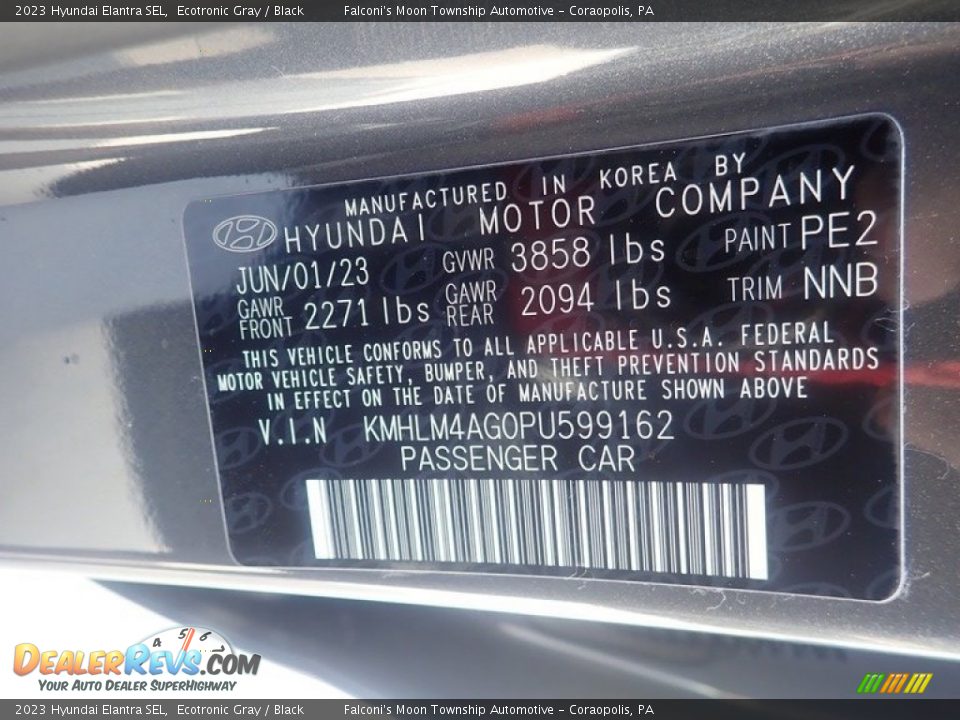 2023 Hyundai Elantra SEL, Ecotronic Gray / Black Falconi's Moon Township Automotive - Coraopolis, PA
MANUFACTURED IN KOREA BY
HYUNDAI MOTOR COMPANY
JUN/01/23 GVWR 3858 lbs PAINT PE2
GAWR FRONT 2271 lbs GAWR REAR 2094 lbs TRIM NNB
THIS VEHICLE CONFORMS TO ALL APPLICABLE U.S.A. FEDERAL
MOTOR VEHICLE SAFETY, BUMPER, AND THEFT PREVENTION STANDARDS
IN EFFECT ON THE DATE OF MANUFACTURE SHOWN ABOVE
V.I.N KMHLM4AG0PU599162
PASSENGER CAR
4 5 6
DEALERREVS.COM
YOUR AUTO DEALER SUPERHIGHWAY
2023 Hyundai Elantra SEL, Ecotronic Gray / Black Falconi's Moon Township Automotive - Coraopolis, PA